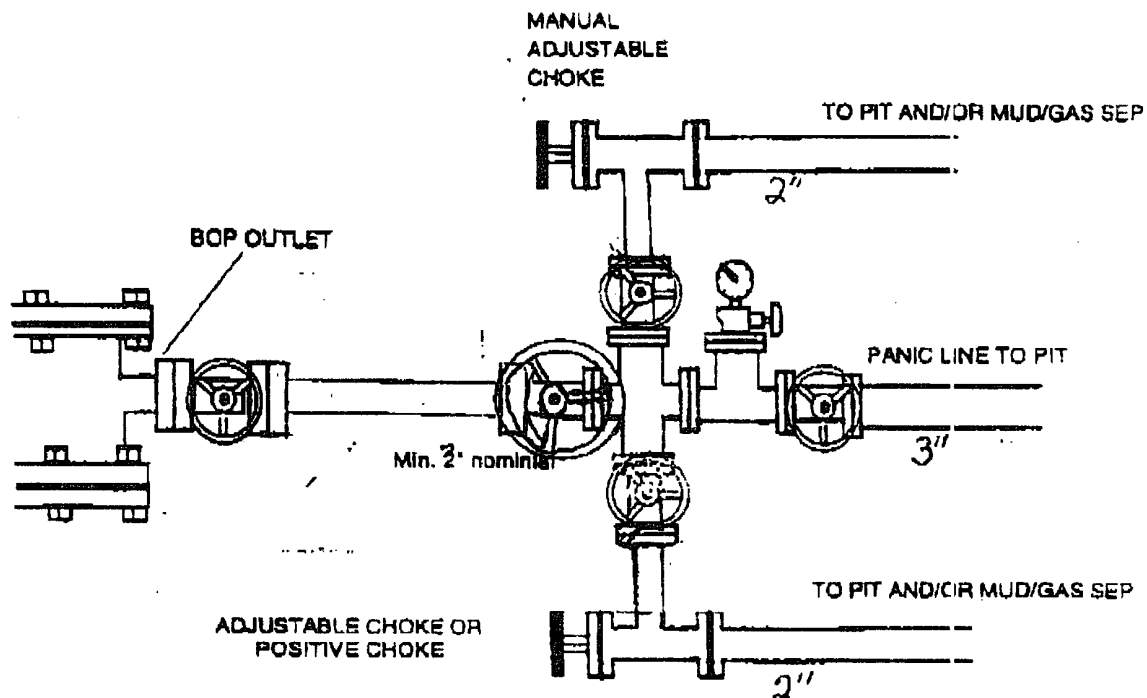 MANUAL
ADJUSTABLE
CHOKE
TO PIT AND/OR MUD/GAS SEP
2"
BOP OUTLET
PANIC LINE TO PIT
3"
Min. nominal
TO PIT AND/OR MUD/GAS SEP
ADJUSTABLE CHOKE OR
POSITIVE CHOKE
2"